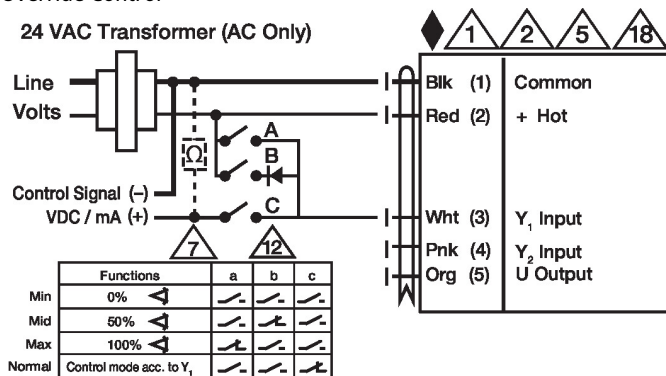 Override Control
24 VAC Transformer (AC Only)
1 2 5 18
Line
Volts
Blk (1) Common
Red (2) + Hot
A
Ω
B
Control Signal (–)
VDC / mA (+)
C
Wht (3) Y1 Input
Pnk (4) Y2 Input
Org (5) U Output
7 12
Functions a b c
Min 0%
Mid 50%
Max 100%
Normal Control mode acc. to Y1